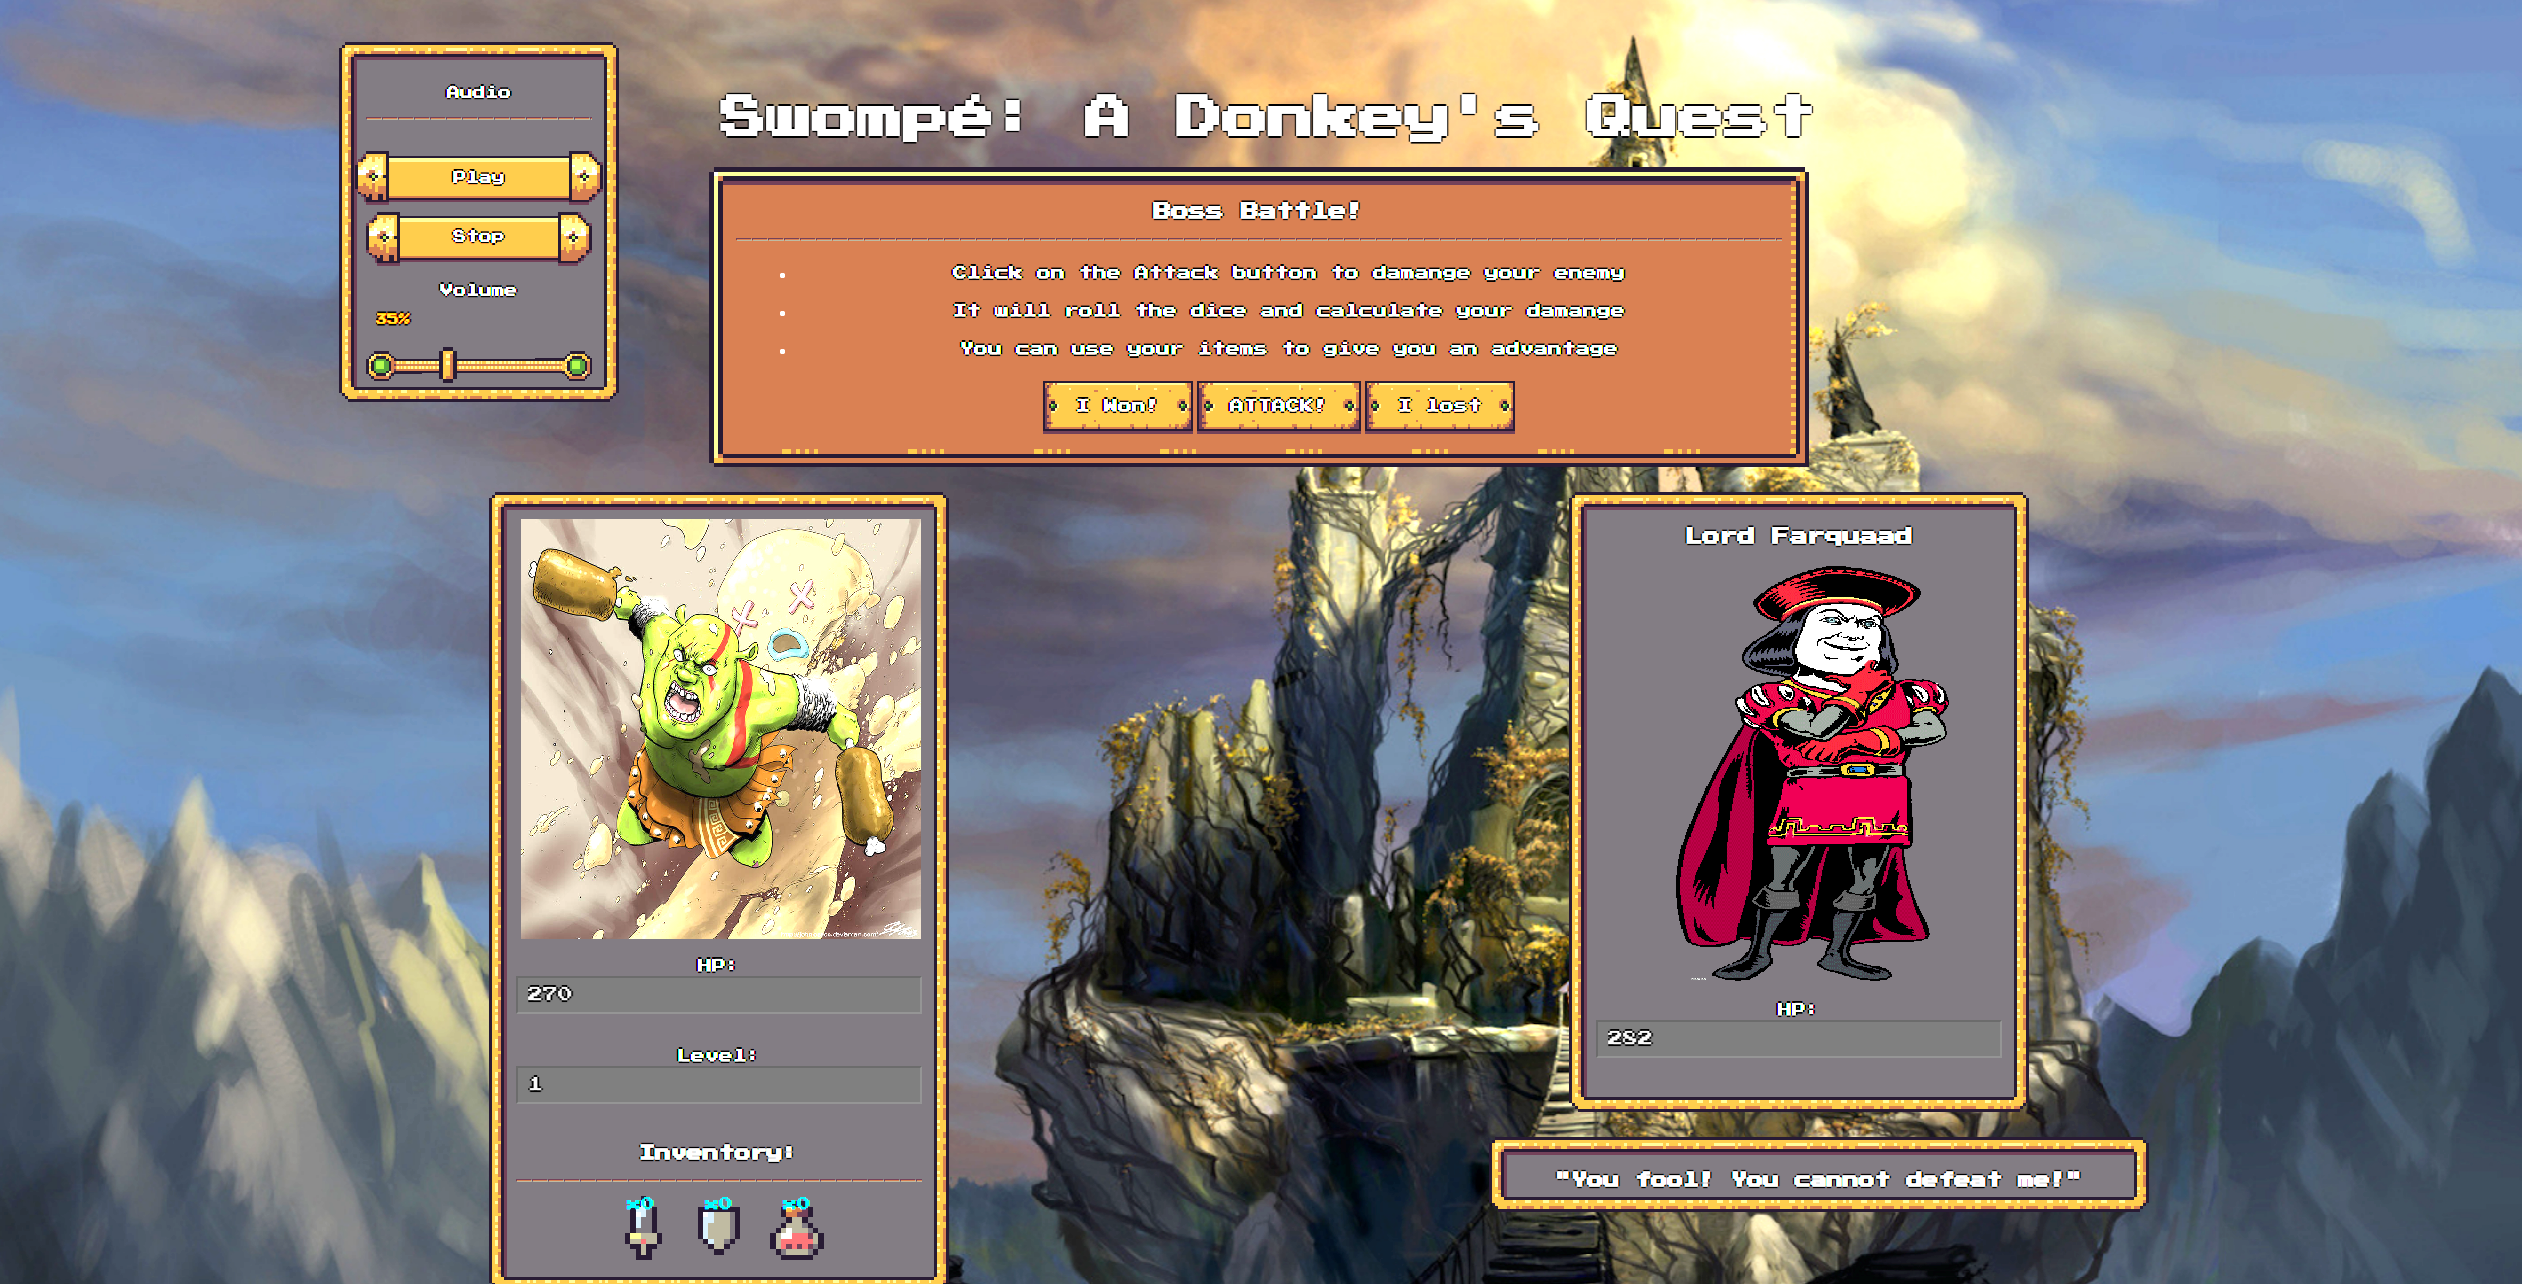 Audio
Play
Stop
Volume
35%
Swompé: A Donkey's Quest
Boss Battle!
Click on the Attack button to damange your enemy
It will roll the dice and calculate your damange
You can use your items to give you an advantage
I Won!
ATTACK!
I lost
HP:
270
Level:
1
Inventory:
x0
x0
x0
Lord Farquaad
HP:
282
"You fool! You cannot defeat me!"